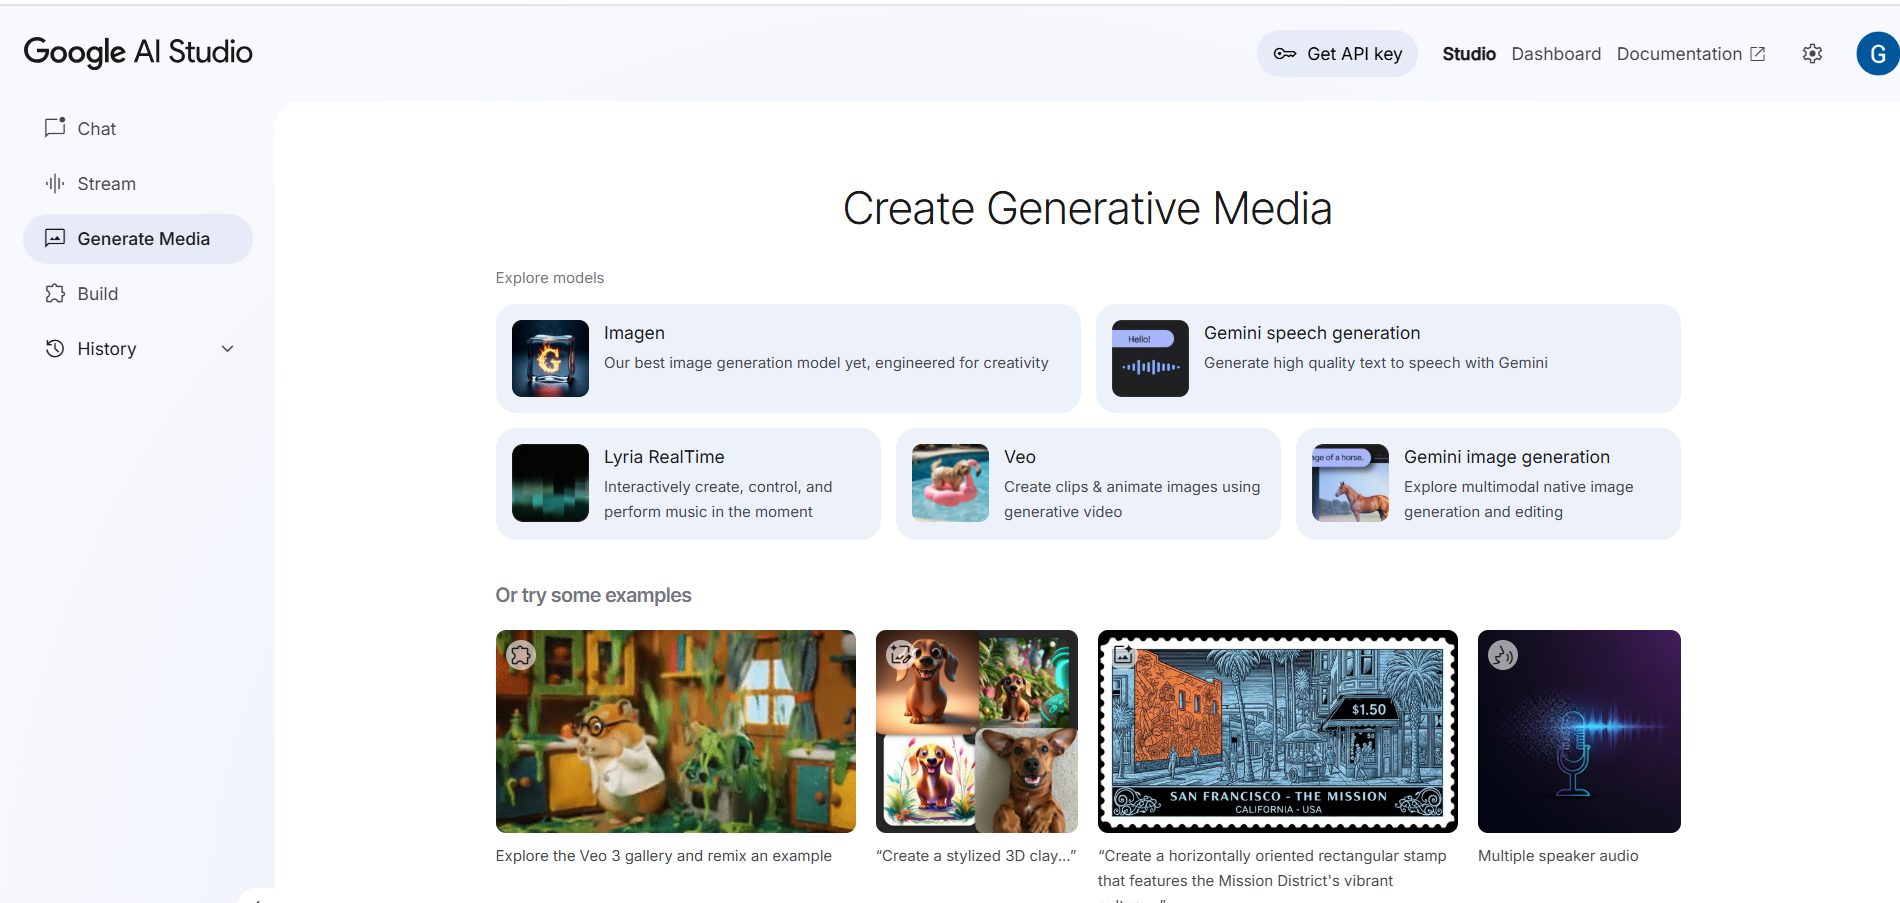 Google AI Studio
Get API key
Studio
Dashboard
Documentation
G
Chat
Stream
Generate Media
Build
History
Create Generative Media
Explore models
Imagen
Our best image generation model yet, engineered for creativity
Hello!
Gemini speech generation
Generate high quality text to speech with Gemini
Lyria RealTime
Interactively create, control, and
perform music in the moment
Veo
Create clips & animate images using
generative video
ge of a horse.
Gemini image generation
Explore multimodal native image
generation and editing
Or try some examples
$1.50
SAN FRANCISCO - THE MISSION
CALIFORNIA - USA
Explore the Veo 3 gallery and remix an example
“Create a stylized 3D clay...”
“Create a horizontally oriented rectangular stamp
that features the Mission District's vibrant
Multiple speaker audio